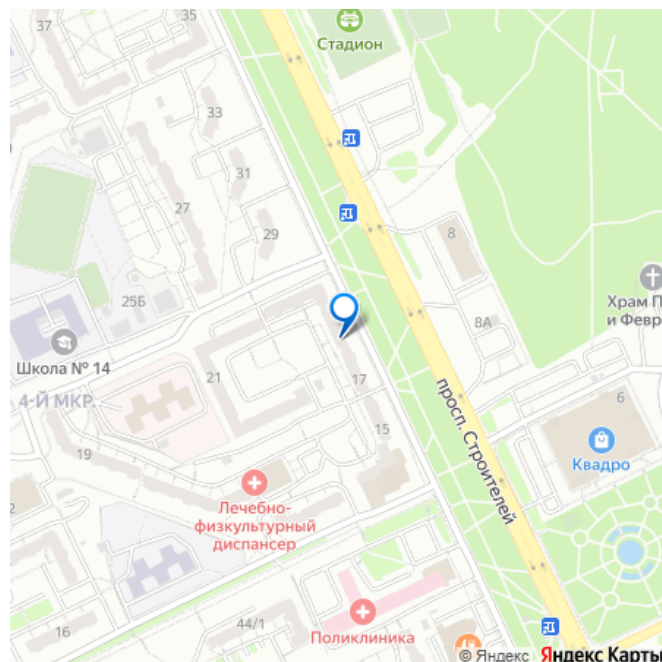 37
35
Стадион
33
31
27
29
8
25Б
Храм П
и Февр
8А
Школа № 14
21
17
просп. Строителей
4-Й МКР.
6
15
Квадро
19
2
Лечебно-
физкультурный
диспансер
44/1
16
Поликлиника
© Яндекс Яндекс Карты